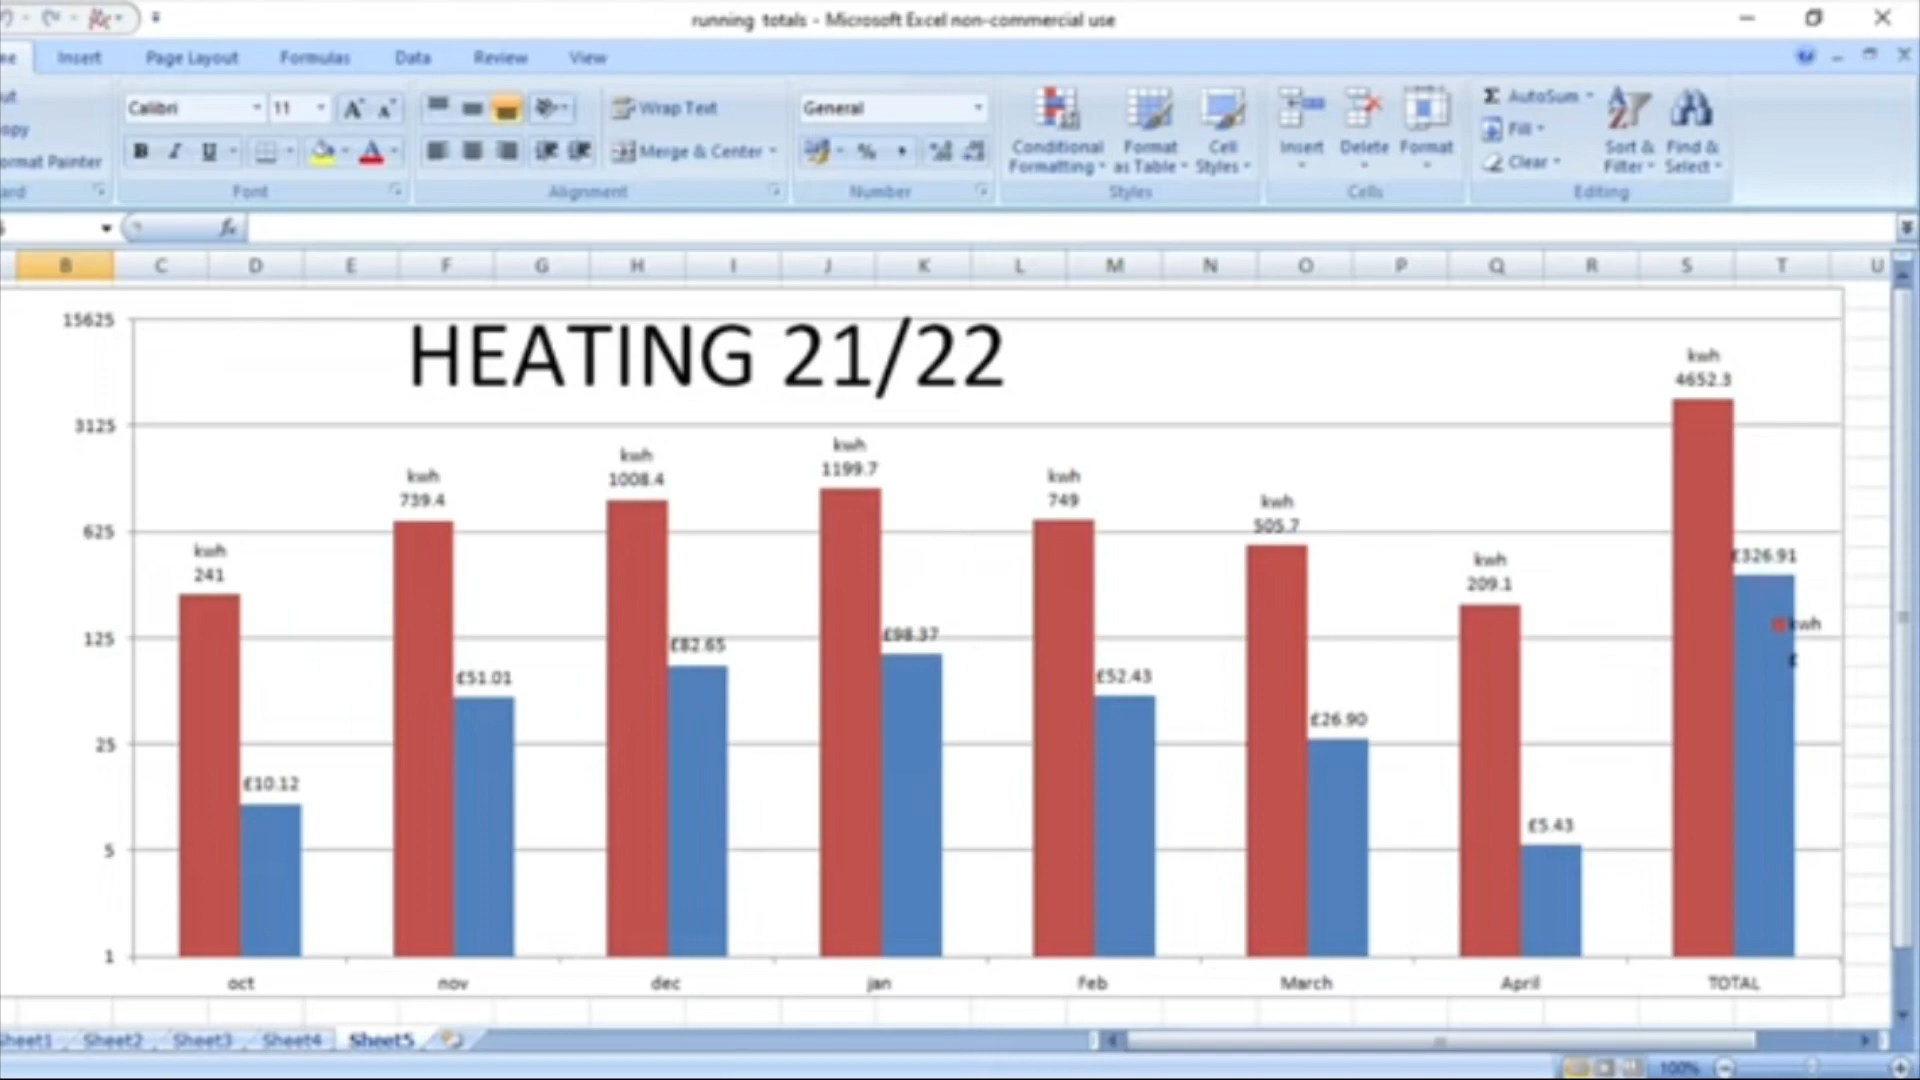 running totals - Microsoft Excel non-commercial use
Insert Page Layout Formulas Data Review View
Calibri 11 Wrap Text General AutoSum
Format Painter B I U Merge & Center % Conditional Formatting Format as Table Cell Styles Insert Delete Format Fill Clear Sort & Filter Find & Select
Font Alignment Number Styles Cells Editing
fx
B C D E F G H I J K L M N O P Q R S T U
HEATING 21/22
15625
3125
625
125
25
5
1
kwh
241
£10.12
kwh
739.4
£51.01
kwh
1008.4
£82.65
kwh
1199.7
£98.37
kwh
749
£52.43
kwh
505.7
£26.90
kwh
209.1
£5.43
kwh
4652.3
£326.91
kwh
£
oct nov dec jan Feb March April TOTAL
Sheet1 Sheet2 Sheet3 Sheet4 Sheet5
100%